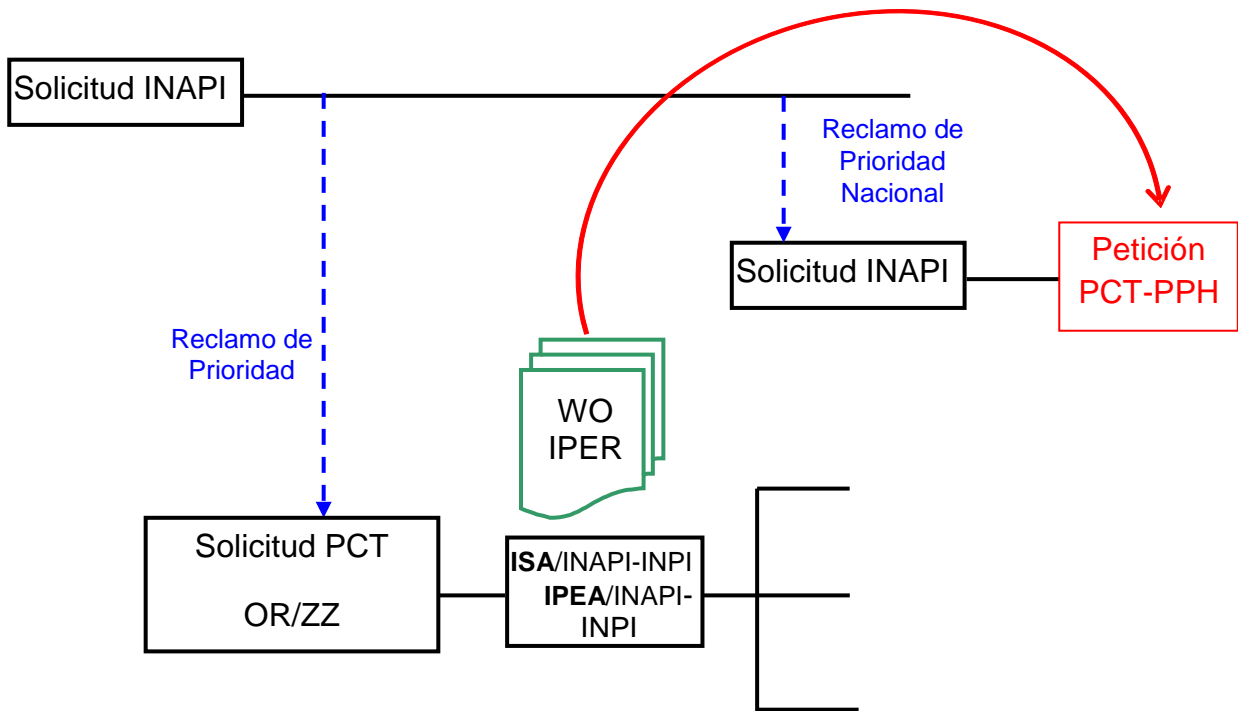 Solicitud INAPI
Reclamo de
Prioridad
Nacional
Solicitud INAPI
Petición
PCT-PPH
Reclamo de
Prioridad
WO
IPER
Solicitud PCT
OR/ZZ
ISA/INAPI-INPI
IPEA/INAPI-
INPI